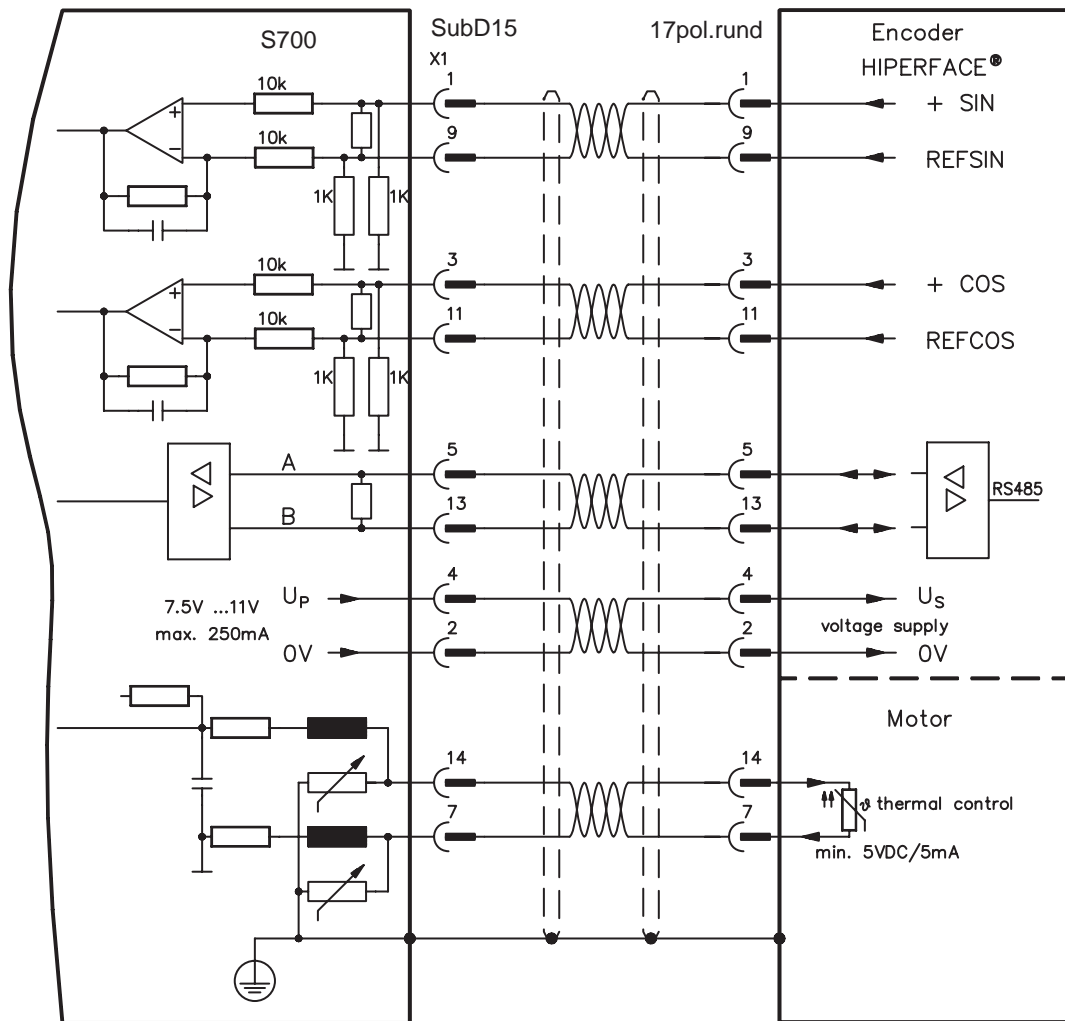 S700
SubD15
17pol.rund
Encoder
HIPERFACE®
X1
10k
1
1
+ SIN
10k
9
9
REFSIN
1K
1K
10k
3
3
+ COS
10k
11
11
REFCOS
1K
1K
A
5
5
RS485
B
13
13
7.5V ...11V
max. 250mA
UP
4
4
US
voltage supply
0V
2
2
0V
Motor
14
14
ϑ thermal control
7
7
min. 5VDC/5mA
+
−
+
−